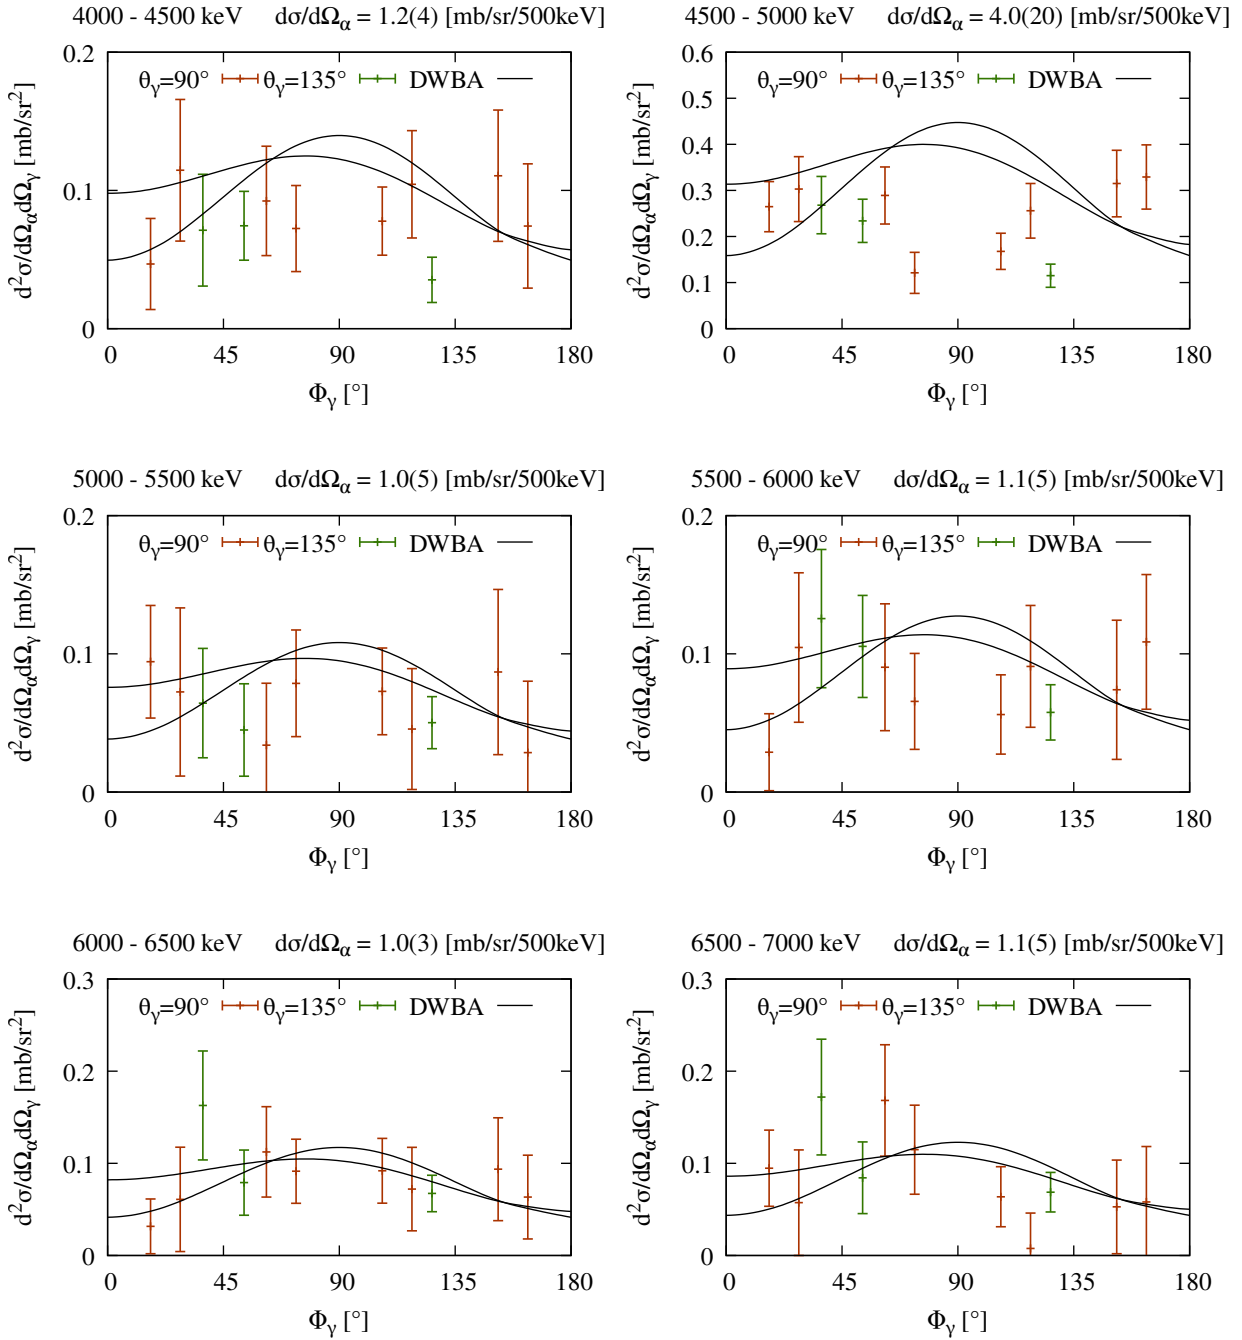 4000 - 4500 keV dσ/dΩα = 1.2(4) [mb/sr/500keV]
0.2
θγ=90° θγ=135° DWBA
0.1
0
d²σ/dΩαdΩγ [mb/sr²]
0 45 90 135 180
Φγ [°]
4500 - 5000 keV dσ/dΩα = 4.0(20) [mb/sr/500keV]
0.6
θγ=90° θγ=135° DWBA
0.5
0.4
0.3
0.2
0.1
0
d²σ/dΩαdΩγ [mb/sr²]
0 45 90 135 180
Φγ [°]
5000 - 5500 keV dσ/dΩα = 1.0(5) [mb/sr/500keV]
0.2
θγ=90° θγ=135° DWBA
0.1
0
d²σ/dΩαdΩγ [mb/sr²]
0 45 90 135 180
Φγ [°]
5500 - 6000 keV dσ/dΩα = 1.1(5) [mb/sr/500keV]
0.2
θγ=90° θγ=135° DWBA
0.1
0
d²σ/dΩαdΩγ [mb/sr²]
0 45 90 135 180
Φγ [°]
6000 - 6500 keV dσ/dΩα = 1.0(3) [mb/sr/500keV]
0.3
θγ=90° θγ=135° DWBA
0.2
0.1
0
d²σ/dΩαdΩγ [mb/sr²]
0 45 90 135 180
Φγ [°]
6500 - 7000 keV dσ/dΩα = 1.1(5) [mb/sr/500keV]
0.3
θγ=90° θγ=135° DWBA
0.2
0.1
0
d²σ/dΩαdΩγ [mb/sr²]
0 45 90 135 180
Φγ [°]